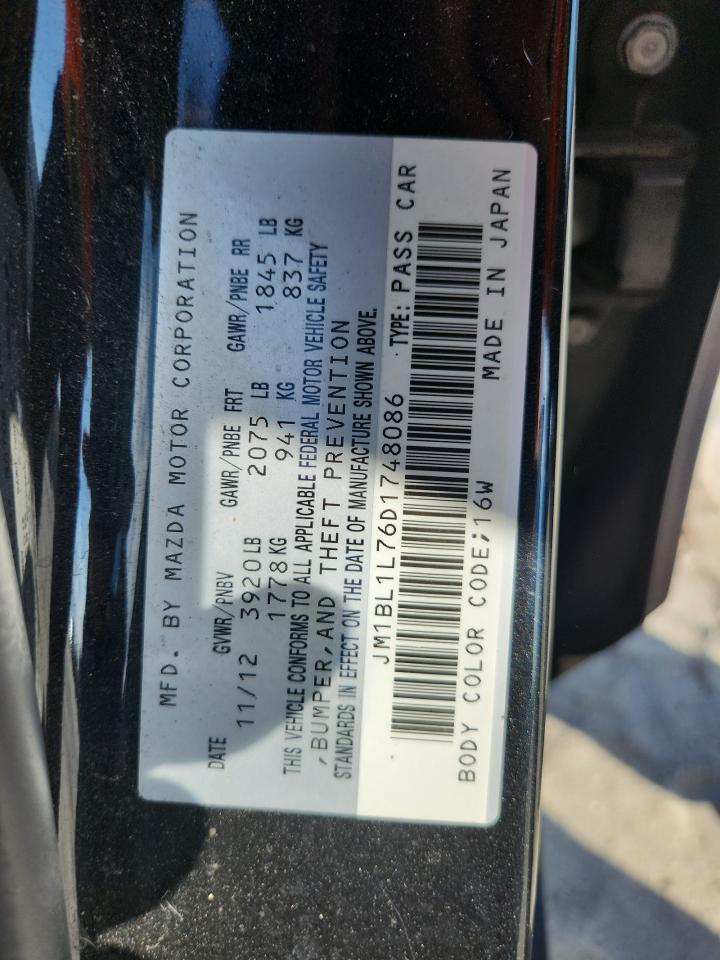 MFD. BY MAZDA MOTOR CORPORATION
DATE GVWR/PNBV GAWR/PNBE FRT GAWR/PNBE RR
11/12 3920LB 2075 LB 1845 LB
1778KG 941 KG 837 KG
THIS VEHICLE CONFORMS TO ALL APPLICABLE FEDERAL MOTOR VEHICLE SAFETY
,BUMPER,AND THEFT PREVENTION
STANDARDS IN EFFECT ON THE DATE OF MANUFACTURE SHOWN ABOVE.
JM1BL1L76D1748086 TYPE: PASS CAR
BODY COLOR CODE;16W MADE IN JAPAN